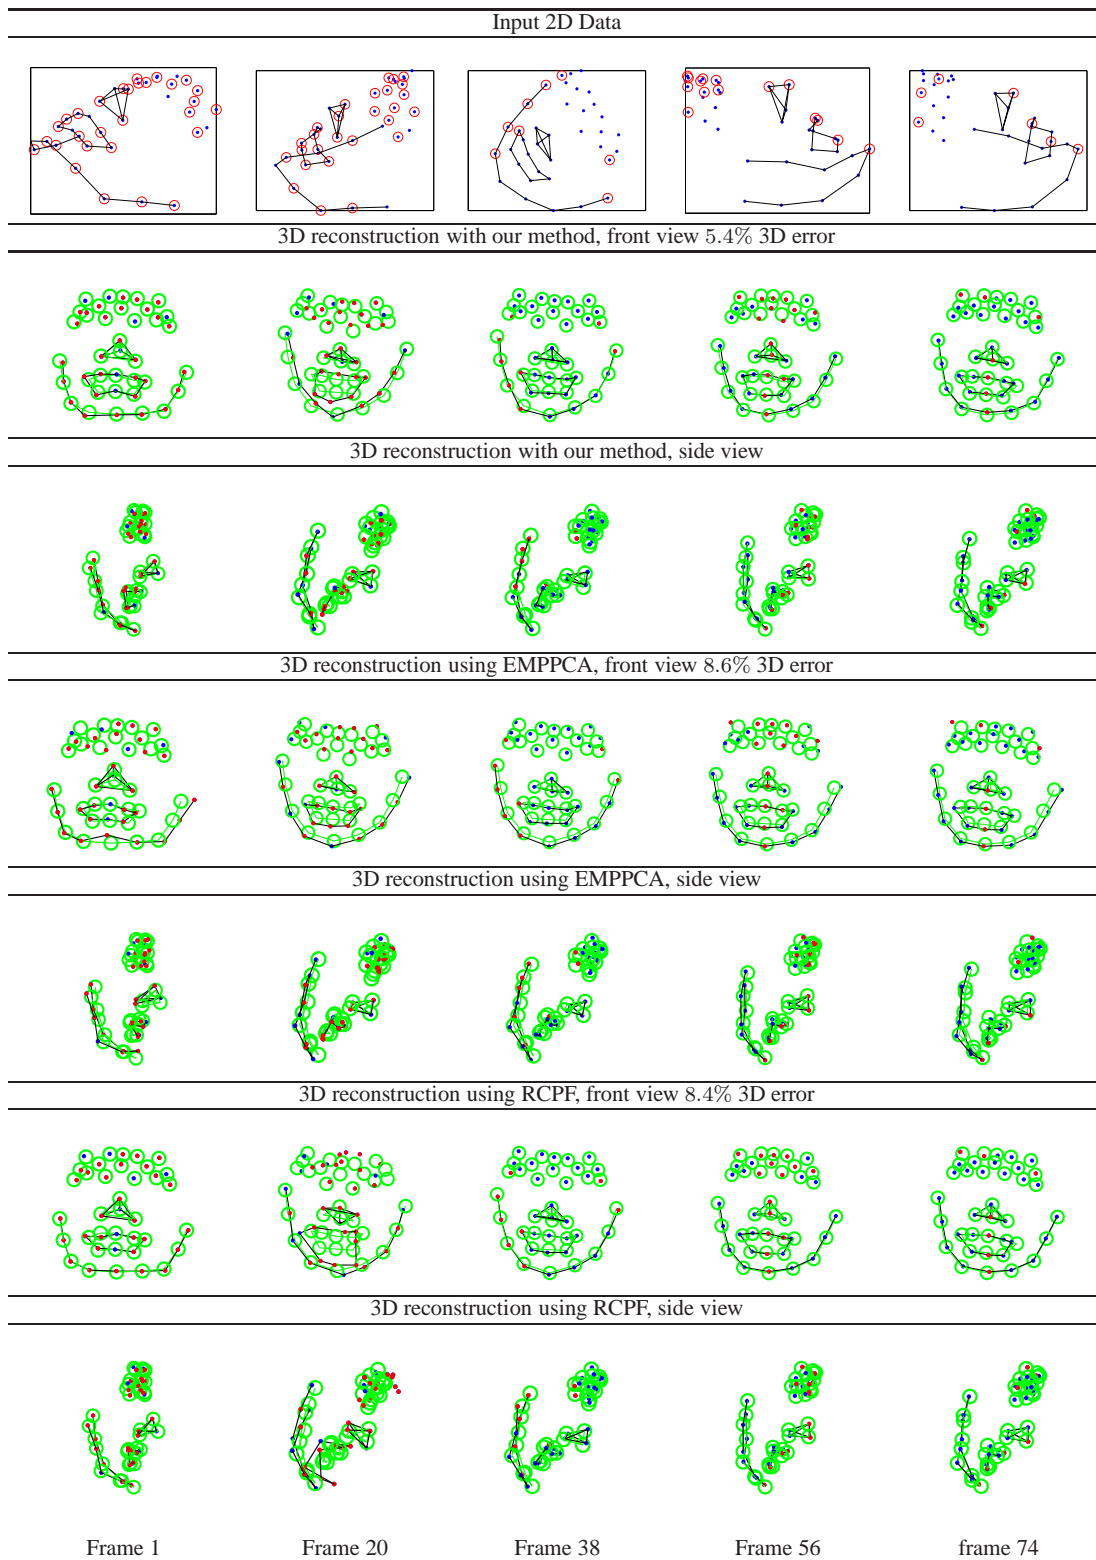 Input 2D Data
3D reconstruction with our method, front view 5.4% 3D error
3D reconstruction with our method, side view
3D reconstruction using EMPPCA, front view 8.6% 3D error
3D reconstruction using EMPPCA, side view
3D reconstruction using RCPF, front view 8.4% 3D error
3D reconstruction using RCPF, side view
Frame 1 Frame 20 Frame 38 Frame 56 frame 74